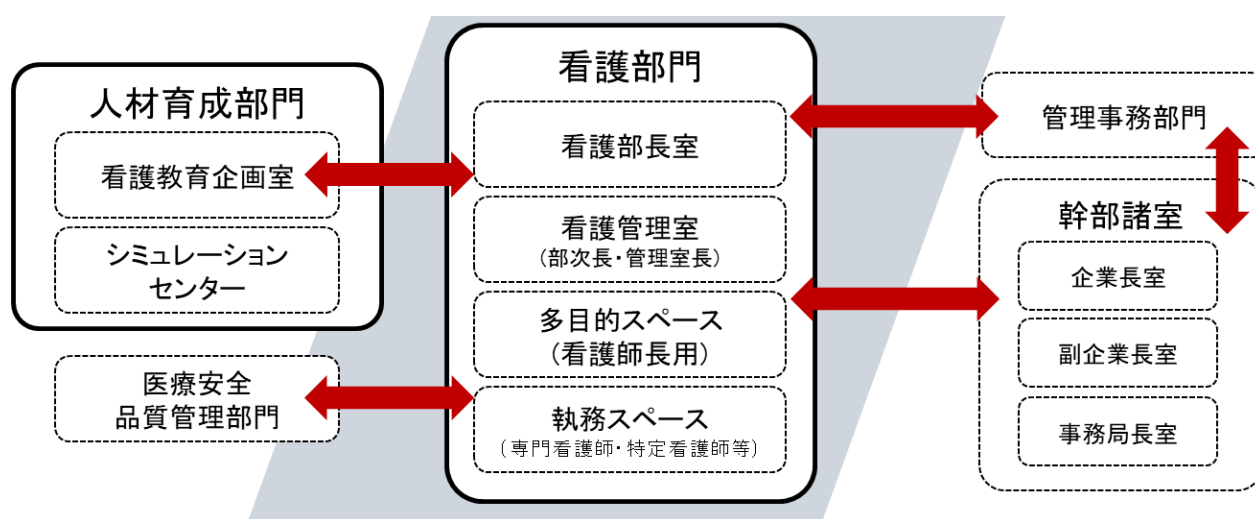 人材育成部門
看護教育企画室
シミュレーション
センター
医療安全
品質管理部門
看護部門
看護部長室
看護管理室
(部次長・管理室長)
多目的スペース
(看護師長用)
執務スペース
(専門看護師・特定看護師等)
管理事務部門
幹部諸室
企業長室
副企業長室
事務局長室